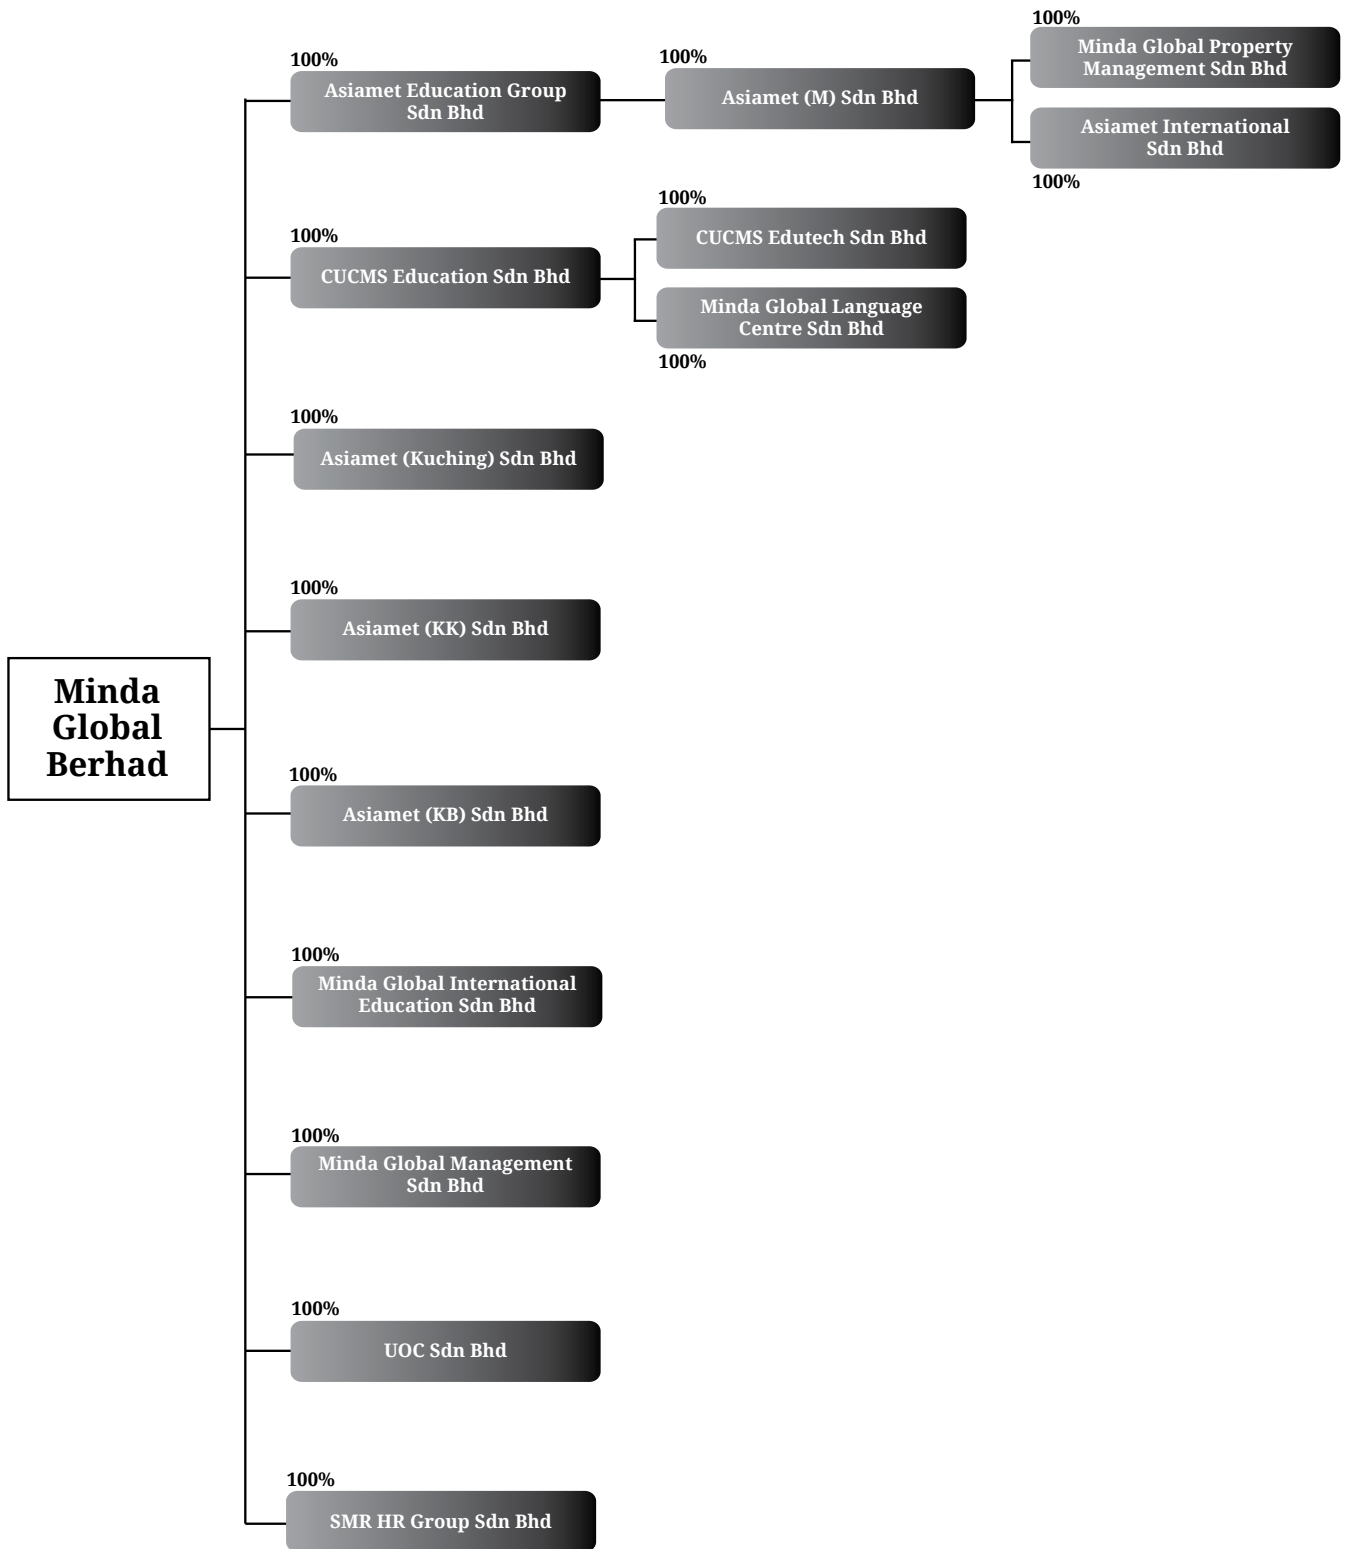 100%
Asiamet Education Group
Sdn Bhd
100%
Asiamet (M) Sdn Bhd
100%
Minda Global Property
Management Sdn Bhd
Asiamet International
Sdn Bhd
100%
100%
CUCMS Education Sdn Bhd
100%
CUCMS Edutech Sdn Bhd
Minda Global Language
Centre Sdn Bhd
100%
100%
Asiamet (Kuching) Sdn Bhd
100%
Asiamet (KK) Sdn Bhd
Minda
Global
Berhad
100%
Asiamet (KB) Sdn Bhd
100%
Minda Global International
Education Sdn Bhd
100%
Minda Global Management
Sdn Bhd
100%
UOC Sdn Bhd
100%
SMR HR Group Sdn Bhd